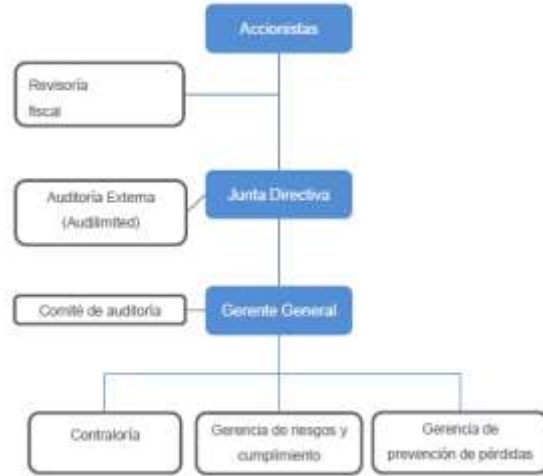 Accionistas
Revisoría
fiscal
Auditoría Externa
(Audilimited)
Junta Directiva
Comité de auditoría
Gerente General
Contraloría
Gerencia de riesgos y
cumplimiento
Gerencia de
prevención de pérdidas